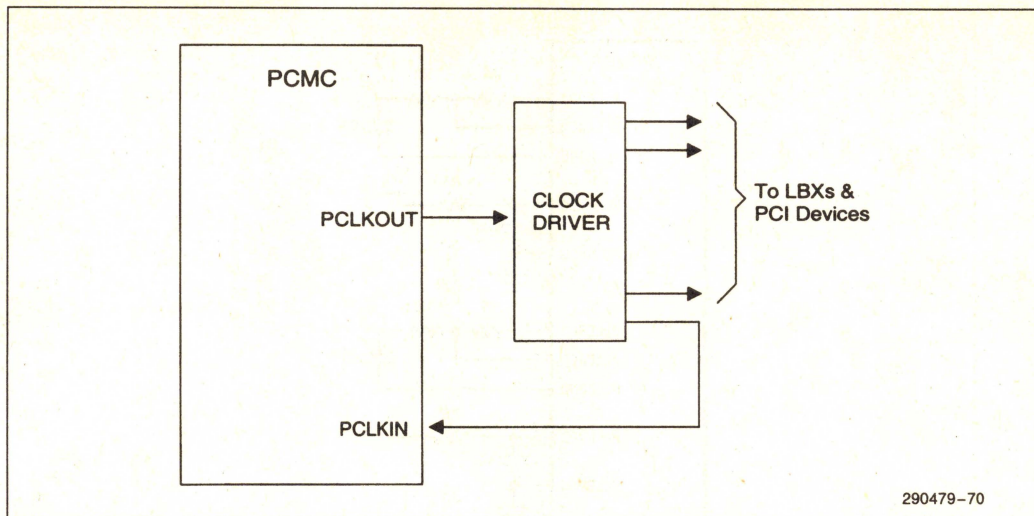 PCMC
CLOCK
DRIVER
PCLKOUT
To LBXs &
PCI Devices
PCLKIN
290479-70